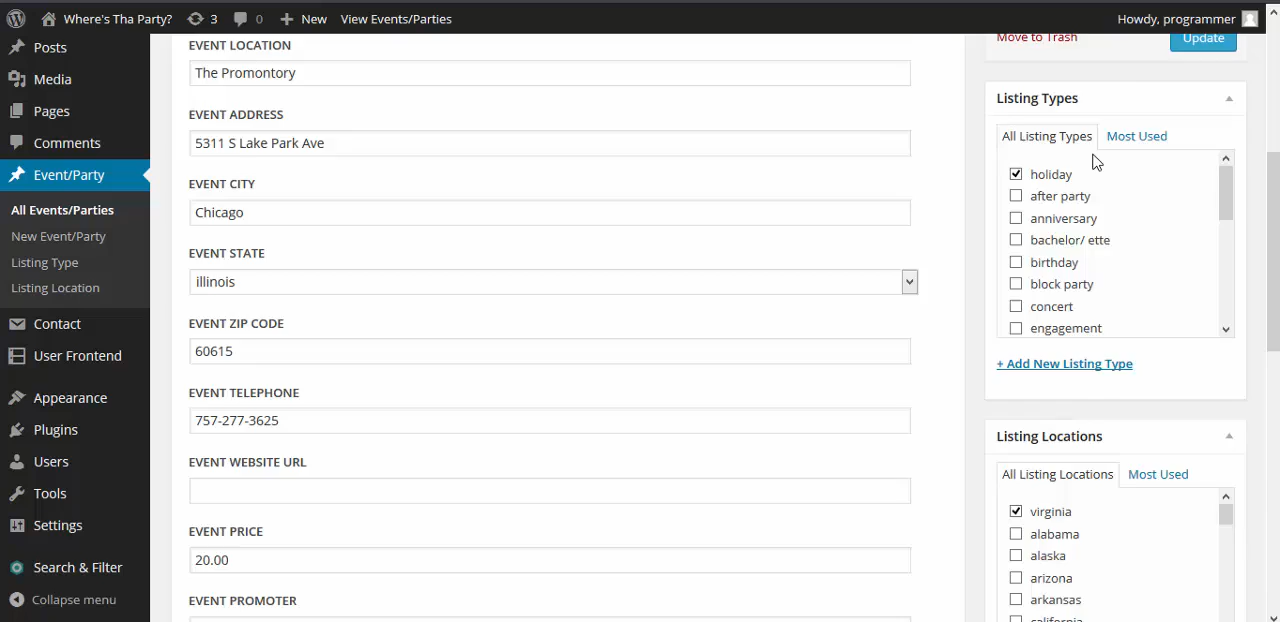 Where's Tha Party? 3 0 New View Events/Parties Howdy, programmer
Posts
Media
Pages
Comments
Event/Party
All Events/Parties
New Event/Party
Listing Type
Listing Location
Contact
User Frontend
Appearance
Plugins
Users
Tools
Settings
Search & Filter
Collapse menu
EVENT LOCATION
The Promontory
EVENT ADDRESS
5311 S Lake Park Ave
EVENT CITY
Chicago
EVENT STATE
illinois
EVENT ZIP CODE
60615
EVENT TELEPHONE
757-277-3625
EVENT WEBSITE URL
EVENT PRICE
20.00
EVENT PROMOTER
Move to Trash Update
Listing Types
All Listing Types Most Used
holiday
after party
anniversary
bachelor/ ette
birthday
block party
concert
engagement
+ Add New Listing Type
Listing Locations
All Listing Locations Most Used
virginia
alabama
alaska
arizona
arkansas
california